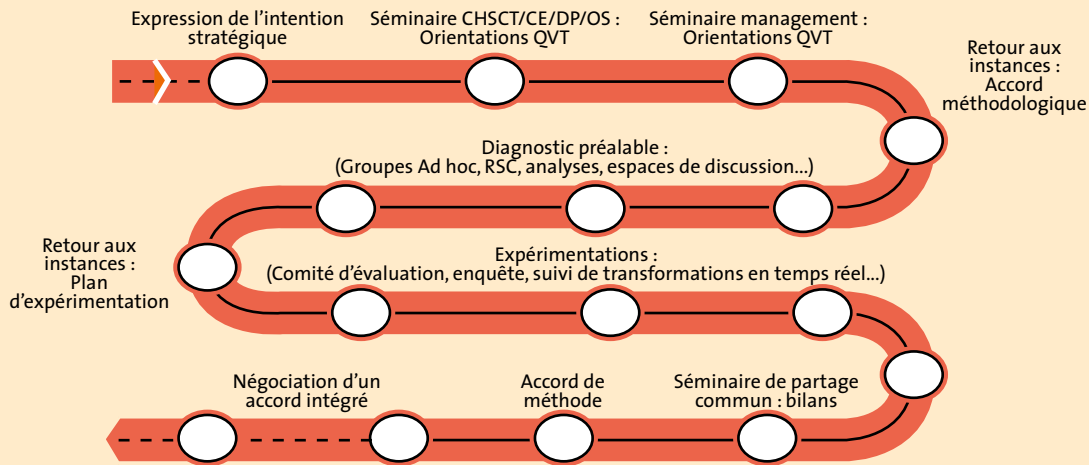 Expression de l’intention
stratégique
Séminaire CHSCT/CE/DP/OS :
Orientations QVT
Séminaire management :
Orientations QVT
Retour aux
instances :
Accord
méthodologique
Diagnostic préalable :
(Groupes Ad hoc, RSC, analyses, espaces de discussion...)
Retour aux
instances :
Plan
d’expérimentation
Expérimentations :
(Comité d’évaluation, enquête, suivi de transformations en temps réel...)
Négociation d’un
accord intégré
Accord de
méthode
Séminaire de partage
commun : bilans